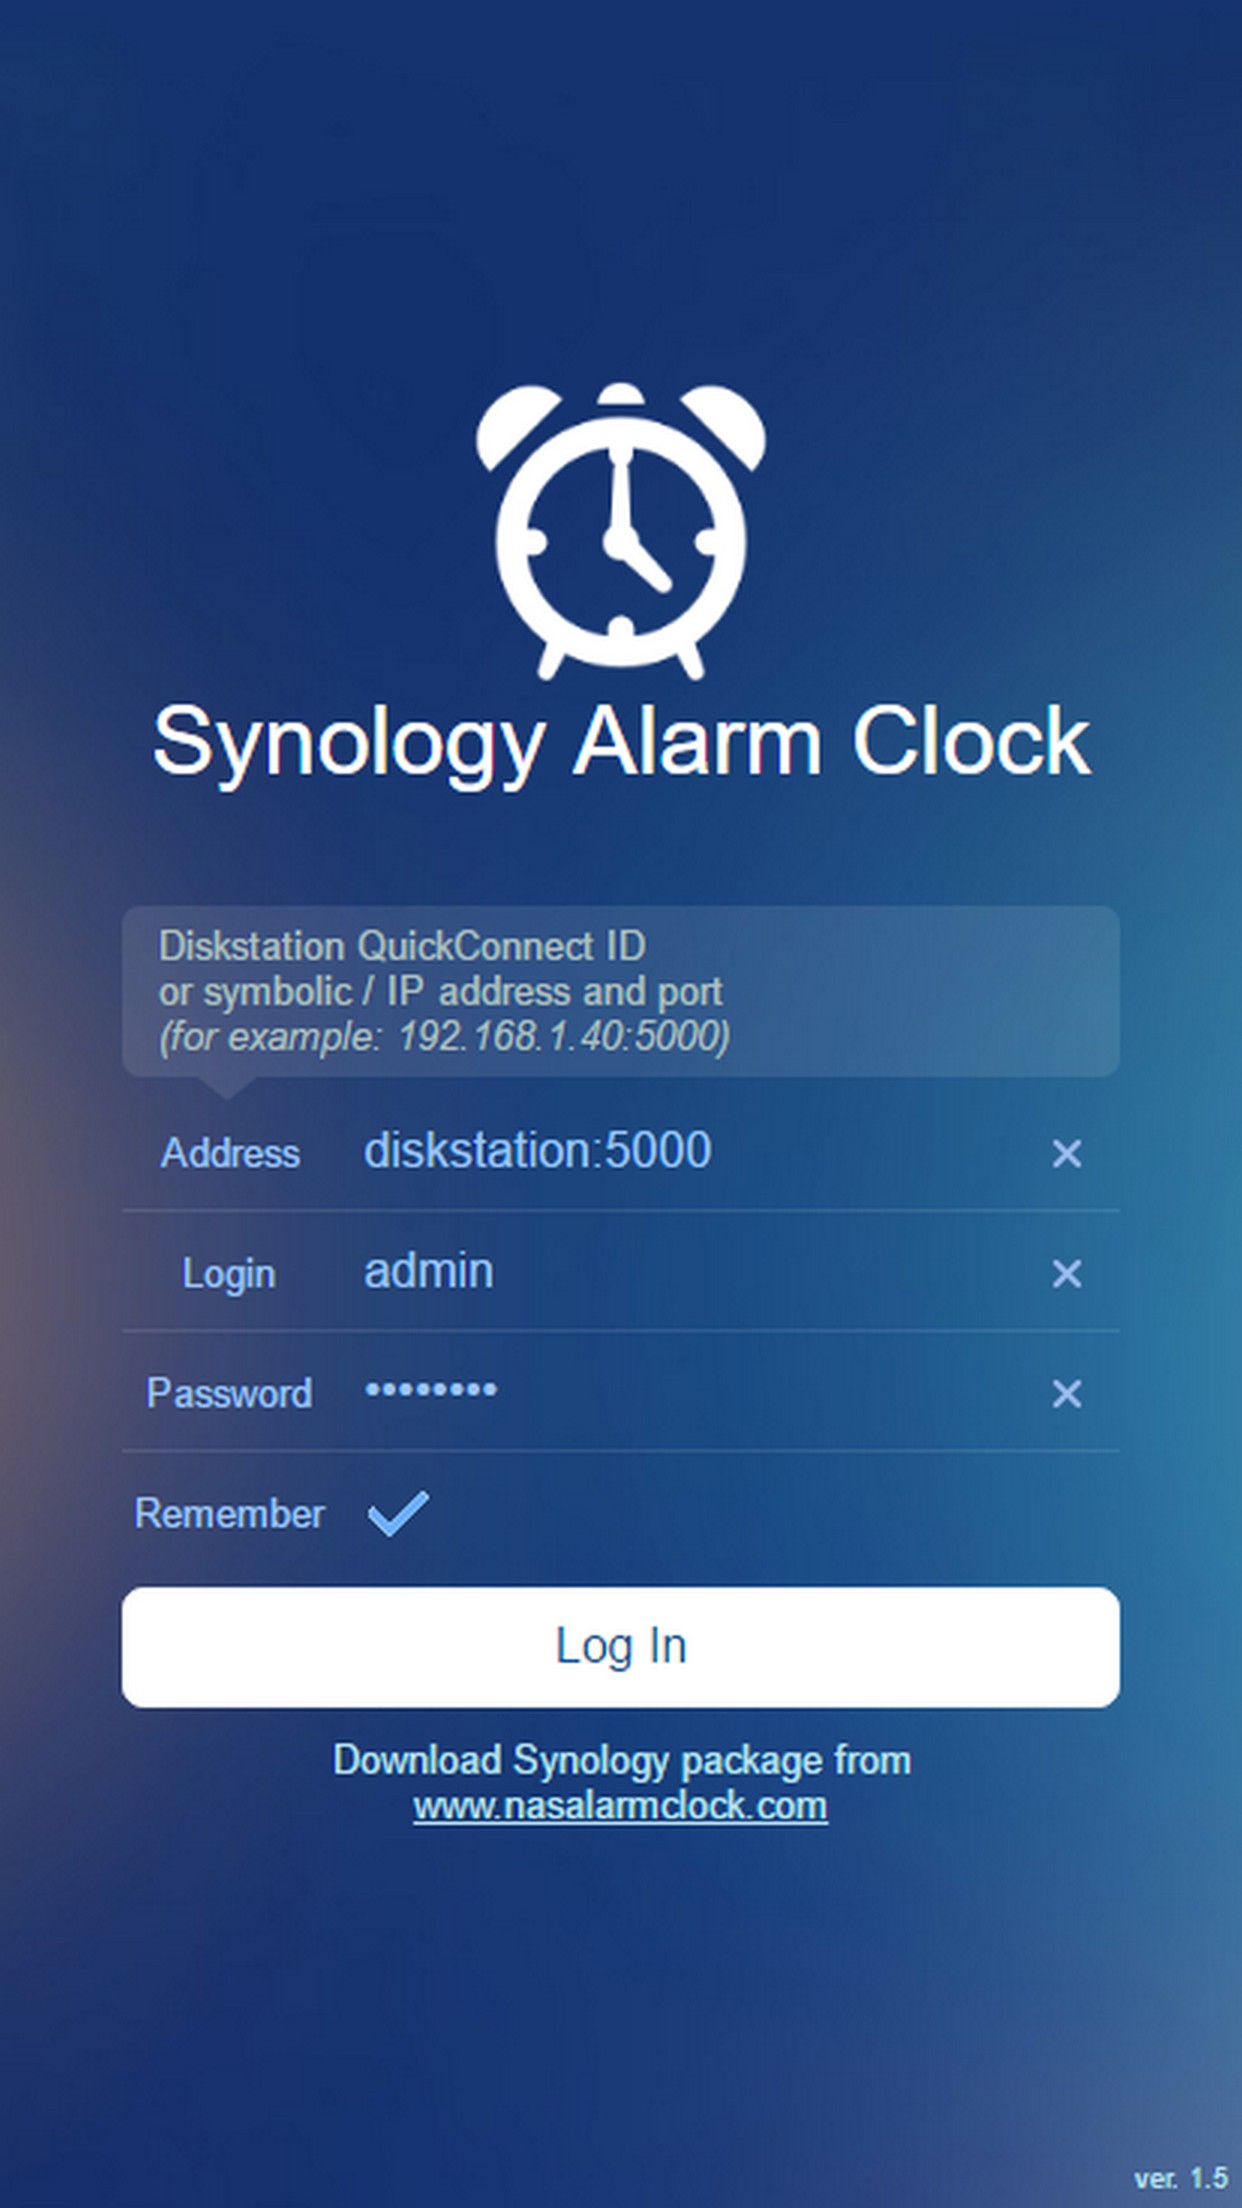 Synology Alarm Clock
Diskstation QuickConnect ID
or symbolic / IP address and port
(for example: 192.168.1.40:5000)
Address diskstation:5000
Login admin
Password ••••••••
Remember
Log In
Download Synology package from
www.nasalarmclock.com
ver. 1.5